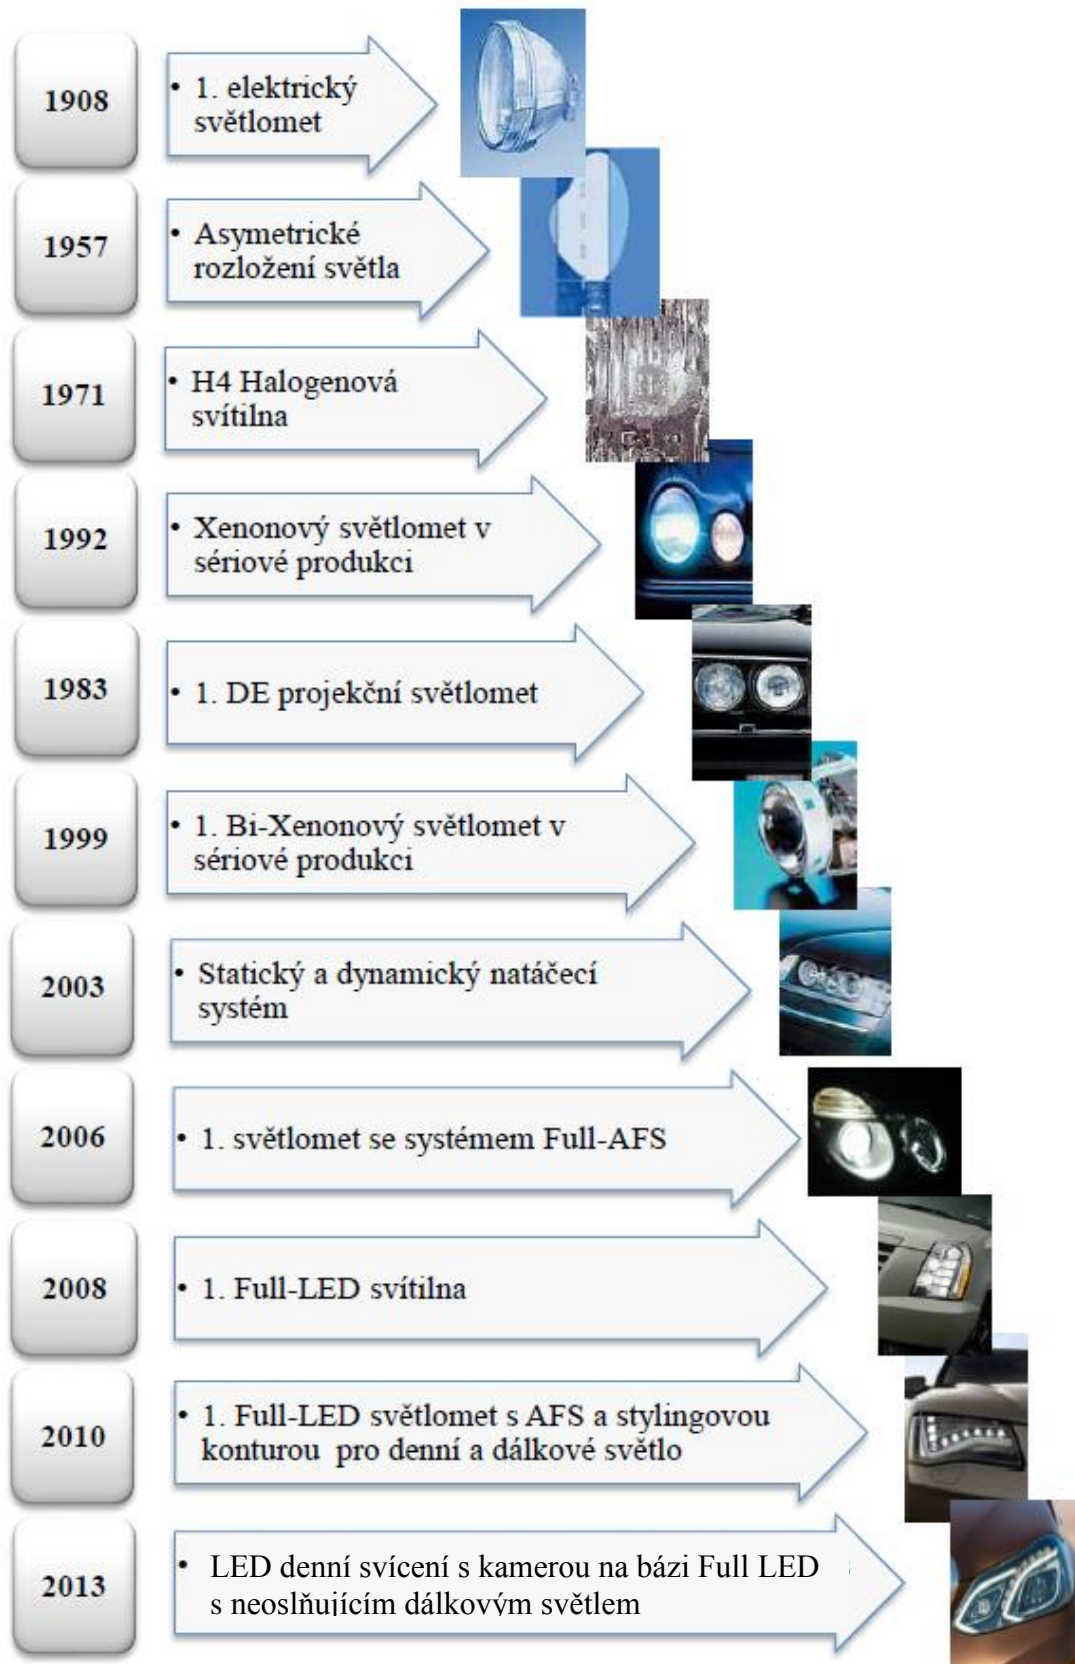 1908
• 1. elektrický
světlomet
1957
• Asymetrické
rozložení světla
1971
• H4 Halogenová
svítilna
1992
• Xenonový světlomet v
sériové produkci
1983
• 1. DE projekční světlomet
1999
• 1. Bi-Xenonový světlomet v
sériové produkci
2003
• Statický a dynamický natáčecí
systém
2006
• 1. světlomet se systémem Full-AFS
2008
• 1. Full-LED svítilna
2010
• 1. Full-LED světlomet s AFS a stylingovou
konturou pro denní a dálkové světlo
2013
• LED denní svícení s kamerou na bázi Full LED
s neoslňujícím dálkovým světlem